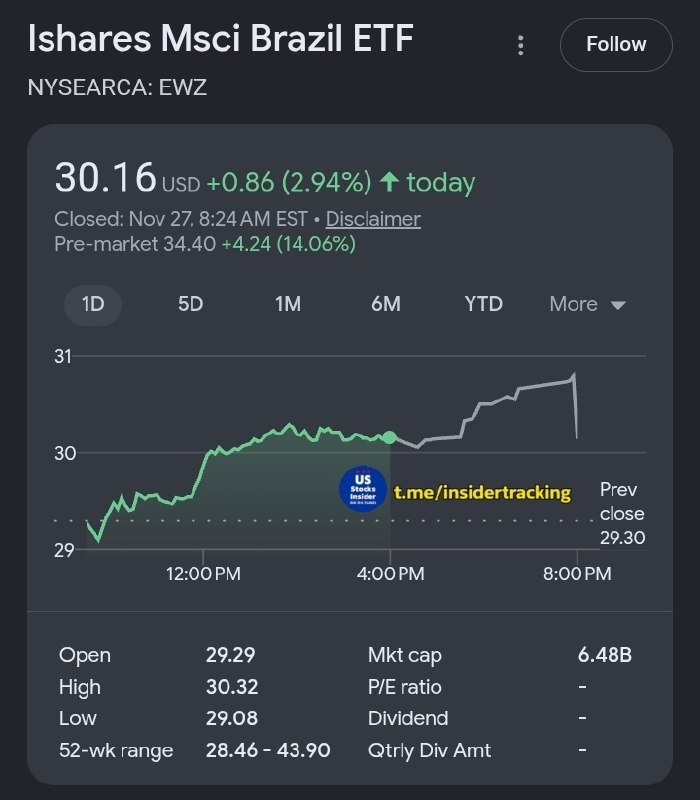 Ishares Msci Brazil ETF
Follow
NYSEARCA: EWZ
30.16 USD +0.86 (2.94%) ↑ today
Closed: Nov 27, 8:24 AM EST • Disclaimer
Pre-market 34.40 +4.24 (14.06%)
1D 5D 1M 6M YTD More
31
30
US
Stocks
Insider
t.me/insidertracking
Prev
close
29.30
29
12:00 PM 4:00 PM 8:00 PM
Open 29.29 Mkt cap 6.48B
High 30.32 P/E ratio -
Low 29.08 Dividend -
52-wk range 28.46 - 43.90 Qtrly Div Amt -